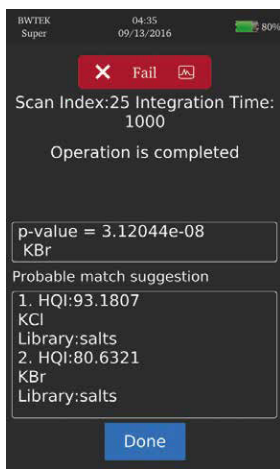 BWTEK 04:35 80%
Super 09/13/2016
Fail
Scan Index:25 Integration Time:
1000
Operation is completed
p-value = 3.12044e-08
KBr
Probable match suggestion
1. HQI:93.1807
KCl
Library:salts
2. HQI:80.6321
KBr
Library:salts
Done